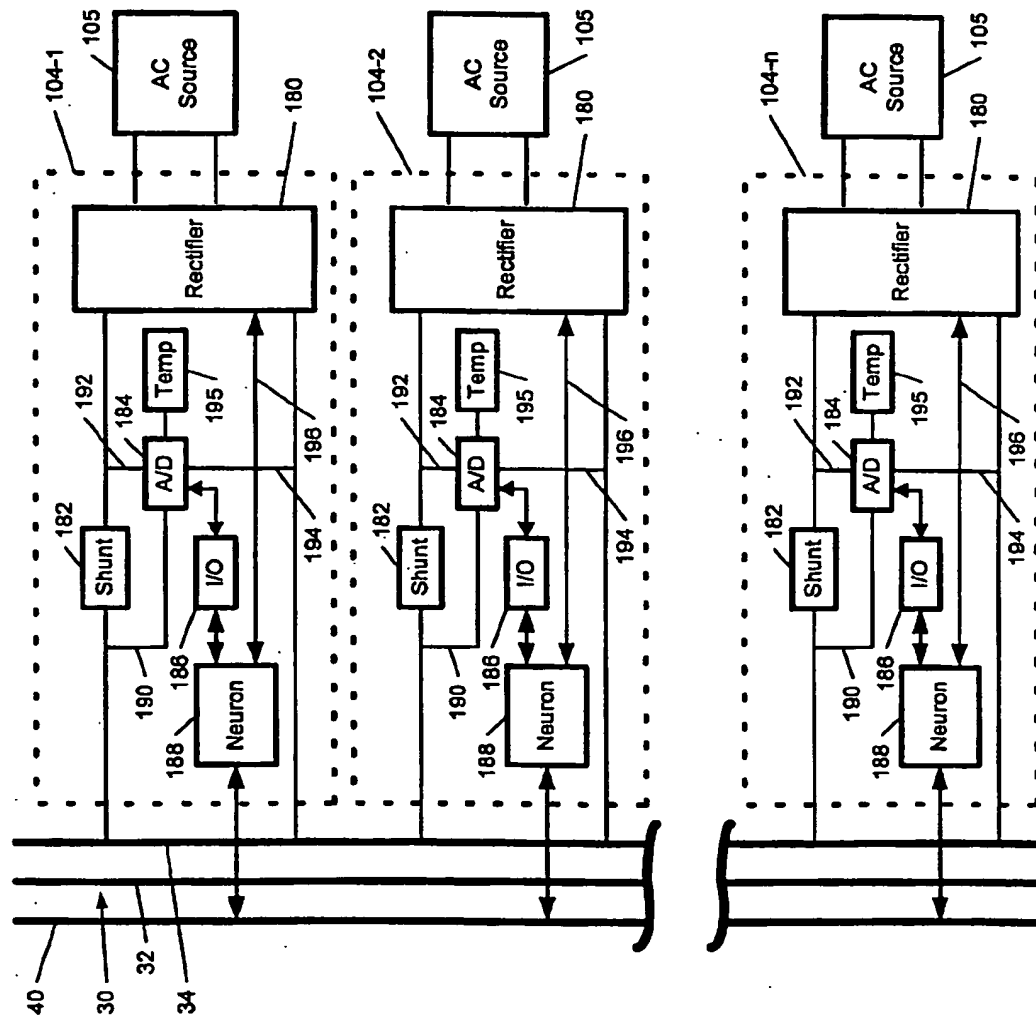 105
AC
Source
104-1
180
Rectifier
192
184
A/D
Temp
195
196
194
182
Shunt
I/O
186
190
188
Neuron
105
AC
Source
104-2
180
Rectifier
192
184
A/D
Temp
195
196
194
182
Shunt
I/O
186
190
188
Neuron
105
AC
Source
104-n
180
Rectifier
192
184
A/D
Temp
195
196
194
182
Shunt
I/O
186
190
188
Neuron
40
30
32
34